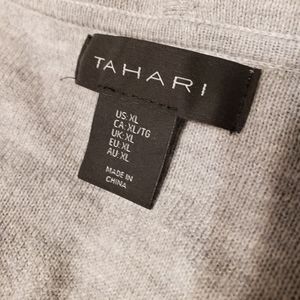 TAHARI
US: XL
CA: XL/TG
UK: XL
EU: XL
AU: XL
MADE IN
CHINA